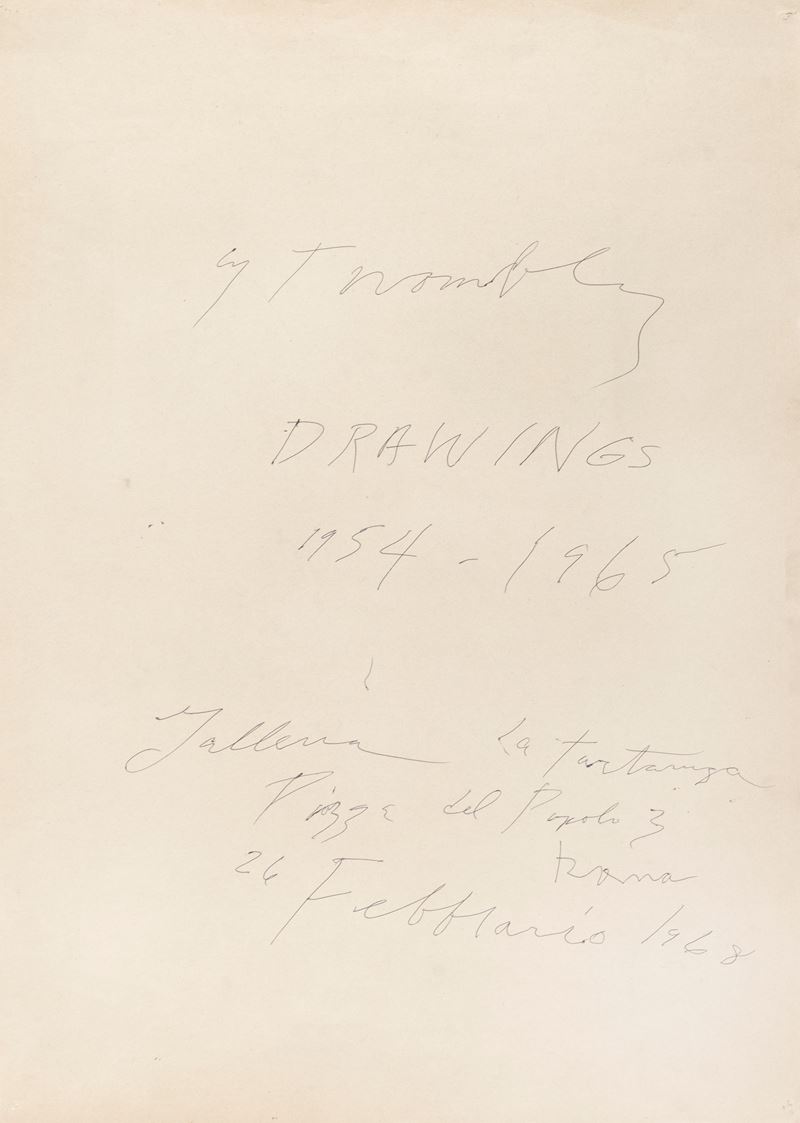 Cy Twombly
DRAWINGS
1954 - 1965
Galleria La Tartaruga
Piazza del Popolo 3
Roma
26 Febbraio 1968